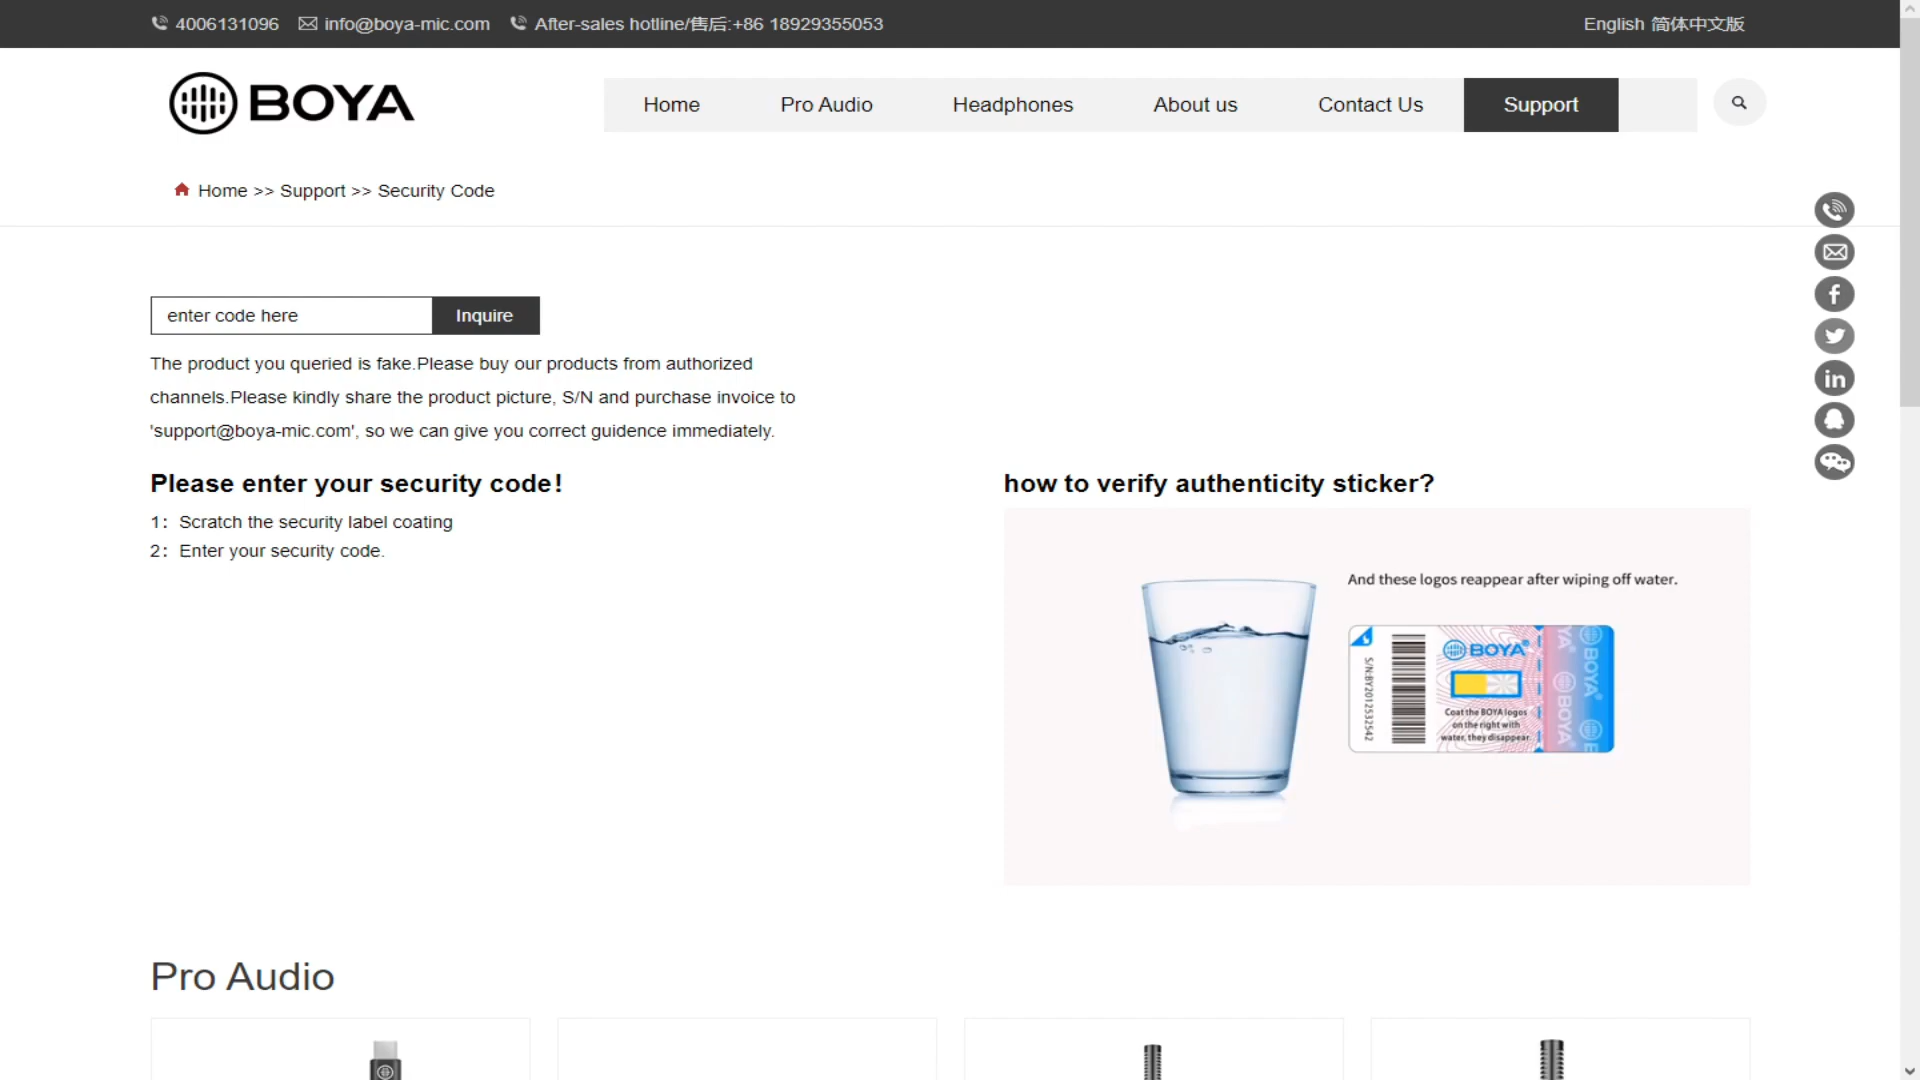 4006131096 info@boya-mic.com After-sales hotline/售后:+86 18929355053 English 简体中文版
BOYA Home Pro Audio Headphones About us Contact Us Support
Home >> Support >> Security Code
enter code here Inquire
The product you queried is fake.Please buy our products from authorized
channels.Please kindly share the product picture, S/N and purchase invoice to
'support@boya-mic.com', so we can give you correct guidence immediately.
Please enter your security code!
1：Scratch the security label coating
2：Enter your security code.
how to verify authenticity sticker?
And these logos reappear after wiping off water.
S/N:BY2012532542
BOYA
Coat the BOYA logos
on the right with
water, they disappear.
BOYA
BOYA
Pro Audio